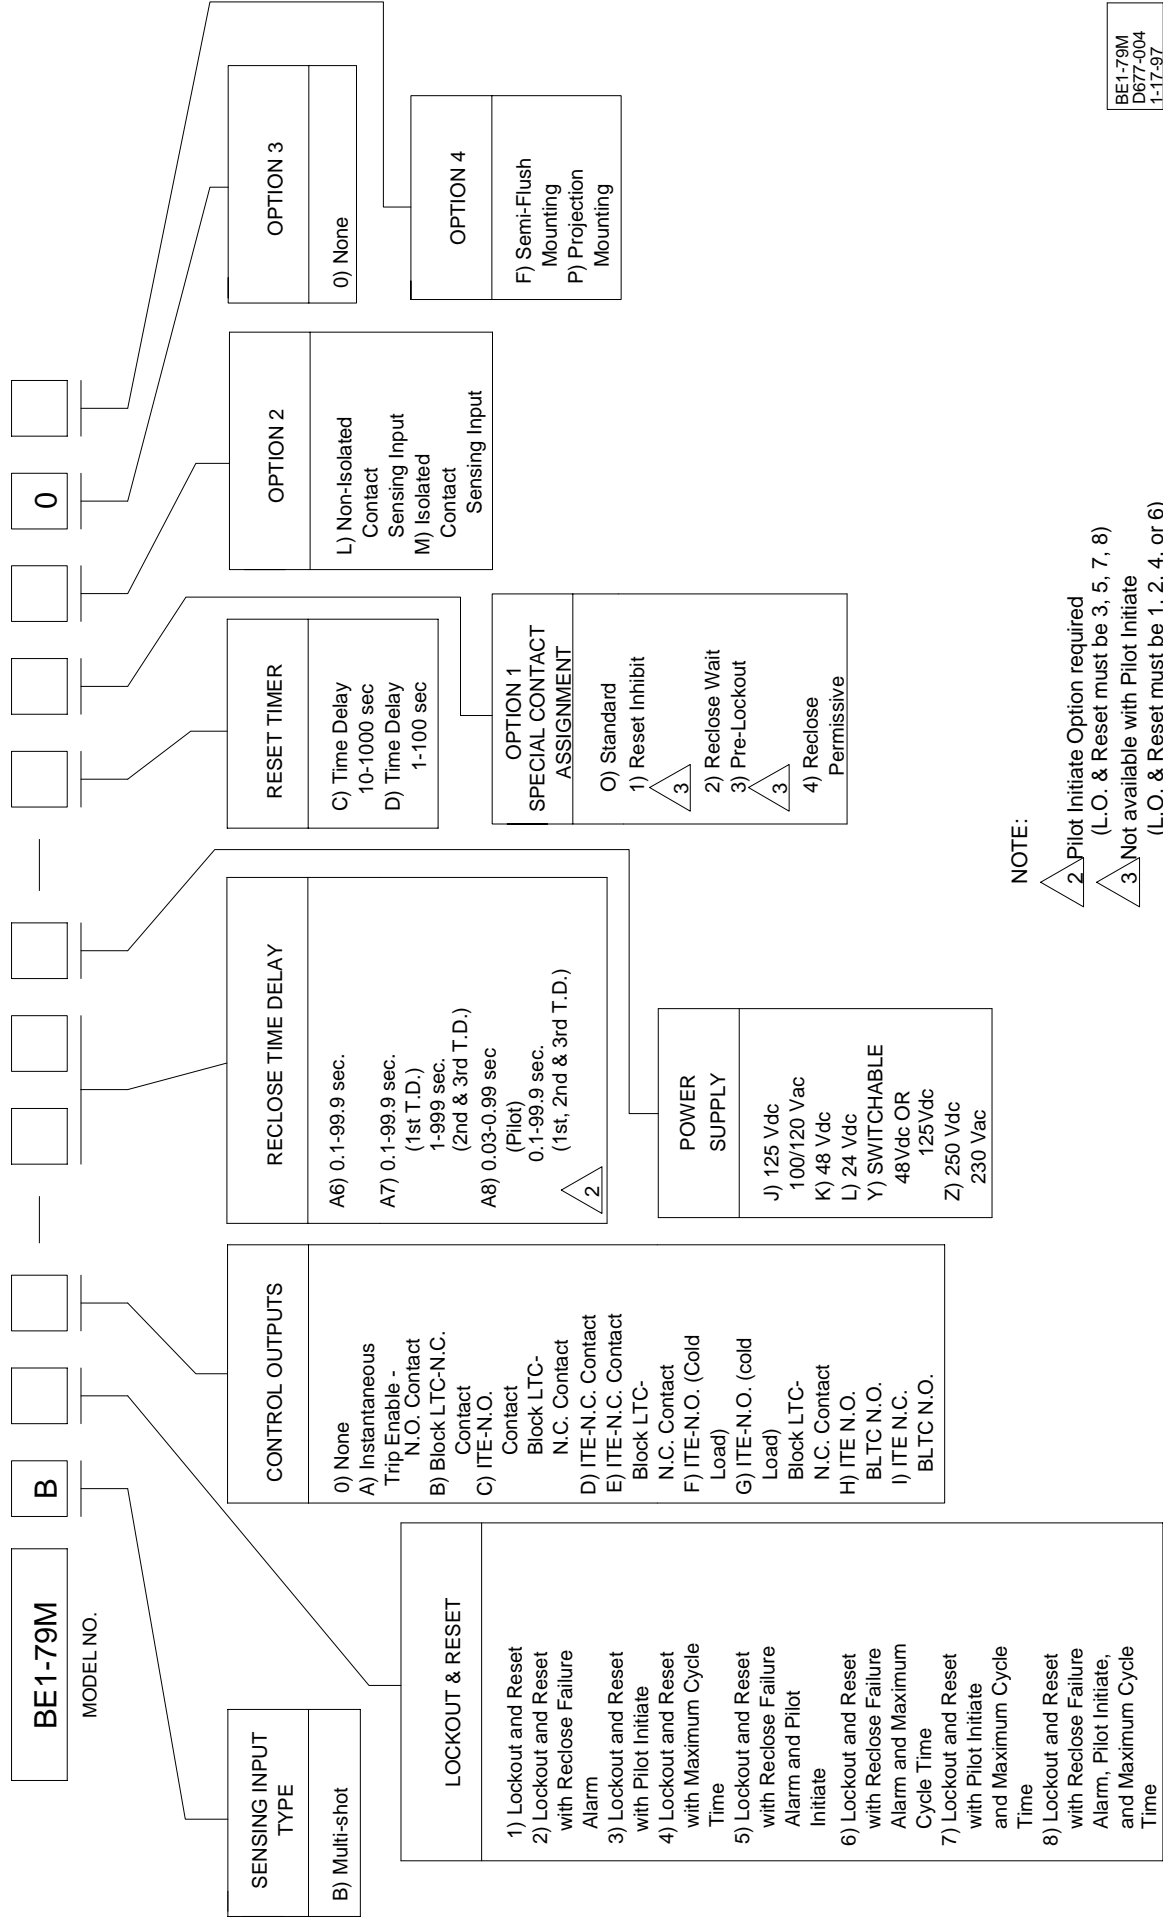 BE1-79M
B
0
MODEL NO.
SENSING INPUT
TYPE
B) Multi-shot
LOCKOUT & RESET
1) Lockout and Reset
2) Lockout and Reset
with Reclose Failure
Alarm
3) Lockout and Reset
with Pilot Initiate
4) Lockout and Reset
with Maximum Cycle
Time
5) Lockout and Reset
with Reclose Failure
Alarm and Pilot
Initiate
6) Lockout and Reset
with Reclose Failure
Alarm and Maximum
Cycle Time
7) Lockout and Reset
with Pilot Initiate
and Maximum Cycle
Time
8) Lockout and Reset
with Reclose Failure
Alarm, Pilot Initiate,
and Maximum Cycle
Time
CONTROL OUTPUTS
0) None
A) Instantaneous
Trip Enable -
N.O. Contact
B) Block LTC-N.C.
Contact
C) ITE-N.O.
Contact
Block LTC-
N.C. Contact
D) ITE-N.C. Contact
E) ITE-N.C. Contact
Block LTC-
N.C. Contact
F) ITE-N.O. (Cold
Load)
G) ITE-N.O. (cold
Load)
Block LTC-
N.C. Contact
H) ITE N.O.
BLTC N.O.
I) ITE N.C.
BLTC N.O.
RECLOSE TIME DELAY
A6) 0.1-99.9 sec.
A7) 0.1-99.9 sec.
(1st T.D.)
1-999 sec.
(2nd & 3rd T.D.)
A8) 0.03-0.99 sec
(Pilot)
0.1-99.9 sec.
(1st, 2nd & 3rd T.D.)
2
POWER
SUPPLY
J) 125 Vdc
100/120 Vac
K) 48 Vdc
L) 24 Vdc
Y) SWITCHABLE
48Vdc OR
125Vdc
Z) 250 Vdc
230 Vac
RESET TIMER
C) Time Delay
10-1000 sec
D) Time Delay
1-100 sec
OPTION 1
SPECIAL CONTACT
ASSIGNMENT
O) Standard
1) Reset Inhibit
3
2) Reclose Wait
3) Pre-Lockout
3
4) Reclose
Permissive
OPTION 2
L) Non-Isolated
Contact
Sensing Input
M) Isolated
Contact
Sensing Input
OPTION 3
0) None
OPTION 4
F) Semi-Flush
Mounting
P) Projection
Mounting
NOTE:
2 Pilot Initiate Option required
(L.O. & Reset must be 3, 5, 7, 8)
3 Not available with Pilot Initiate
(L.O. & Reset must be 1, 2, 4, or 6)
BE1-79M
D677-004
1-17-97